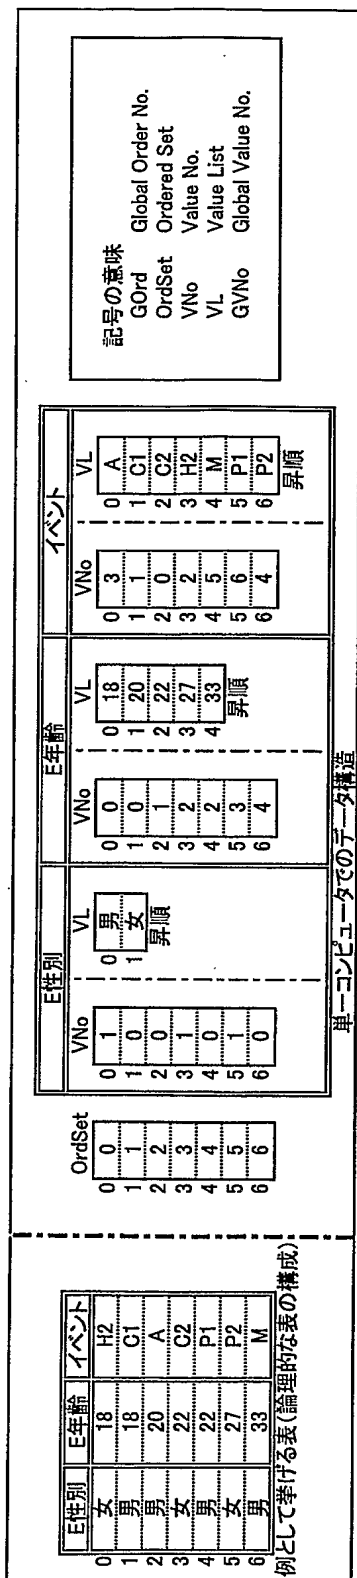 E性別 E年齢 イベント
0 女 18 H2
1 男 18 C1
2 男 20 A
3 女 22 C2
4 男 22 P1
5 女 27 P2
6 男 33 M
例として挙げる表(論理的な表の構成)
E性別 E年齢 イベント
OrdSet VNo VL VNo VL VNo VL
0 0 0 1 0 男 0 0 0 18 0 3 0 A
1 1 1 0 1 女 1 0 1 20 1 1 1 C1
2 2 2 0 昇順 2 1 2 22 2 0 2 C2
3 3 3 1 3 2 3 27 3 2 3 H2
4 4 4 0 4 2 4 33 4 5 4 M
5 5 5 1 5 3 昇順 5 6 5 P1
6 6 6 0 6 4 6 4 6 P2
昇順
単一コンピュータでのデータ構造
記号の意味
GOrd Global Order No.
OrdSet Ordered Set
VNo Value No.
VL Value List
GVNo Global Value No.